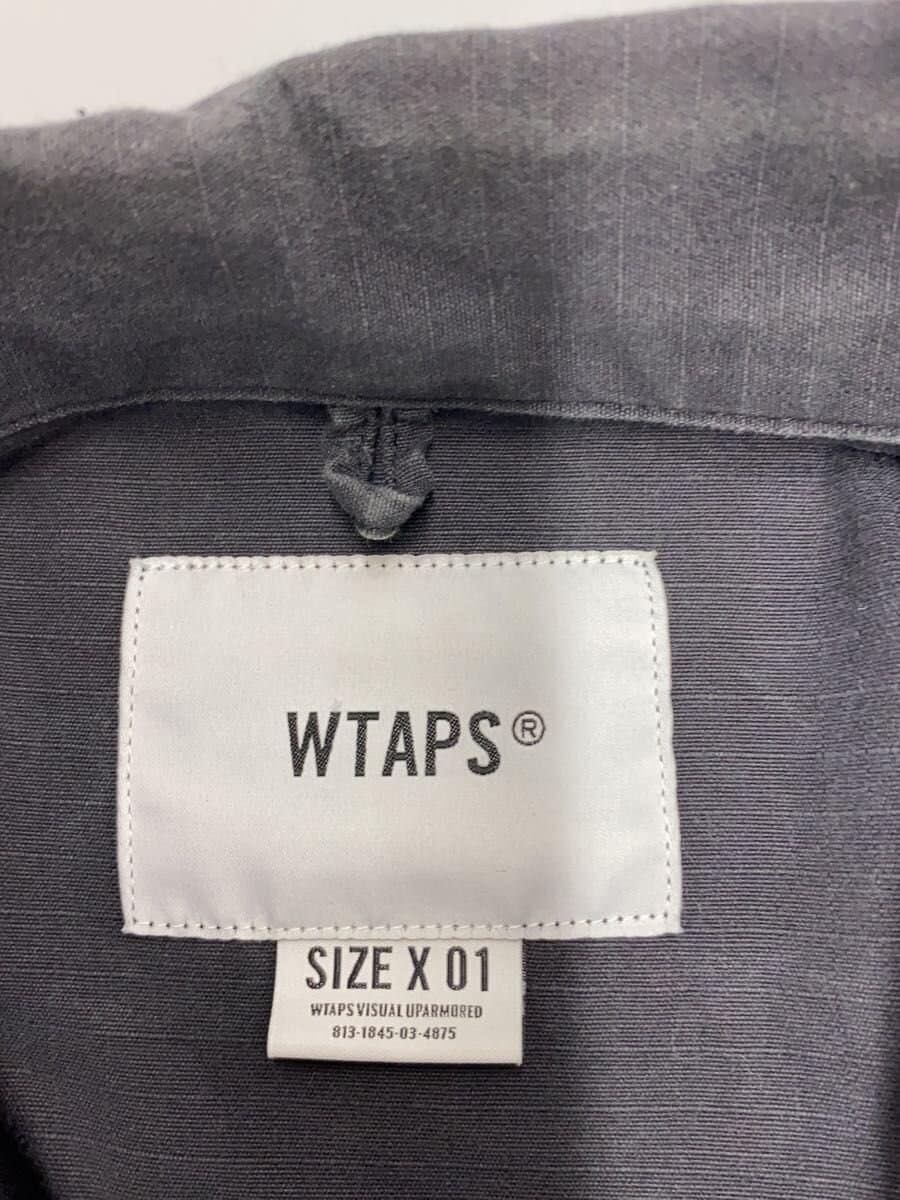 WTAPS®
SIZE X 01
WTAPS VISUAL UPARMORED
813-1845-03-4875